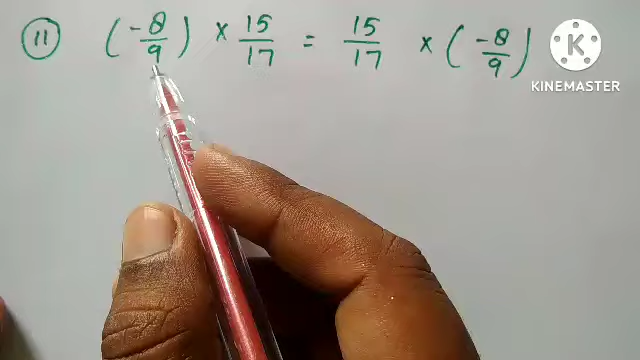 (11) (-8/9) × 15/17 = 15/17 × (-8/9)
K
KINEMASTER